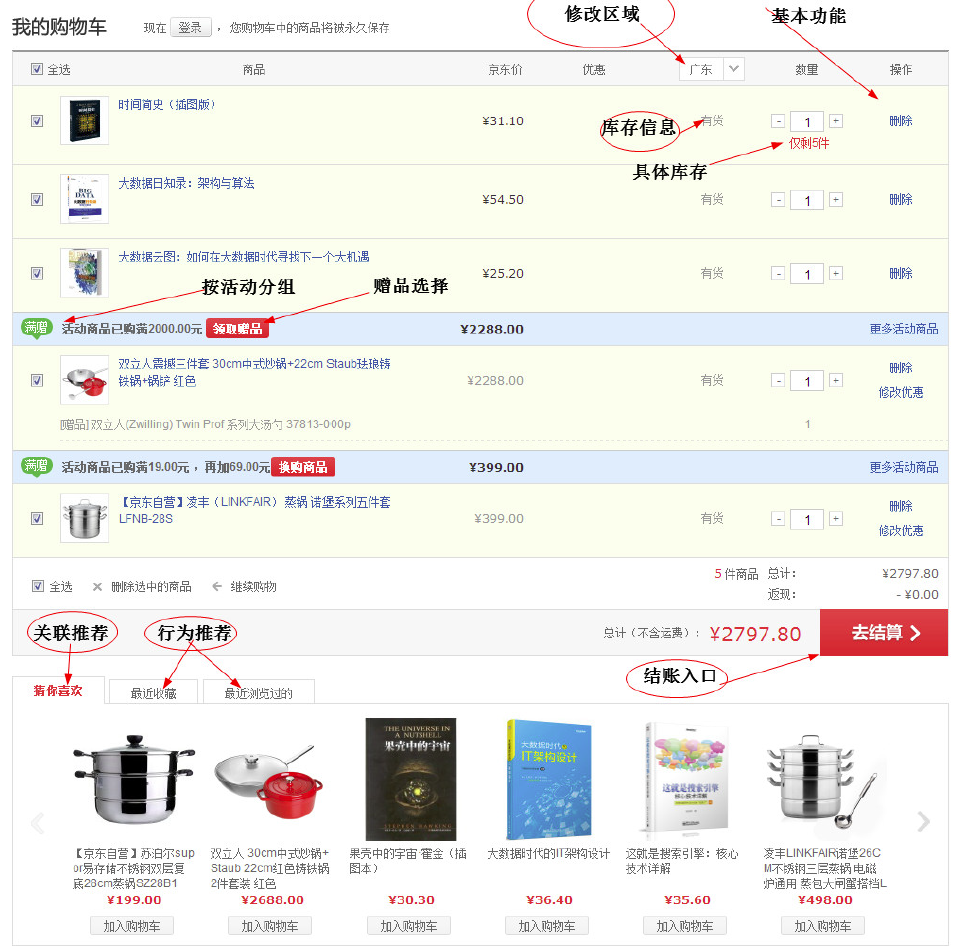 修改区域
基本功能
我的购物车 现在 登录 ，您购物车中的商品将被永久保存
全选 商品 京东价 优惠 广东 数量 操作
时间简史（插图版）
¥31.10 有货 - 1 + 删除
库存信息
仅剩5件
具体库存
大数据日知录：架构与算法
¥54.50 有货 - 1 + 删除
大数据云图：如何在大数据时代寻找下一个大机遇
¥25.20 有货 - 1 + 删除
按活动分组 赠品选择
满赠 活动商品已购满2000.00元 领取赠品 ¥2288.00 更多活动商品
双立人震撼三件套 30cm中式炒锅+22cm Staub珐琅铸
铁锅+锅铲 红色
¥2288.00 有货 - 1 + 删除
修改优惠
[赠品] 双立人(Zwilling) Twin Prof 系列大汤勺 37813-000p 1
满赠 活动商品已购满19.00元 ，再加69.00元 换购商品 ¥399.00 更多活动商品
【京东自营】凌丰（LINKFAIR） 蒸锅 诺堡系列五件套
LFNB-28S
¥399.00 有货 - 1 + 删除
修改优惠
全选 删除选中的商品 继续购物 5 件商品 总计： ¥2797.80
返现： - ¥0.00
总计（不含运费）： ¥2797.80 去结算
关联推荐 行为推荐
结账入口
猜你喜欢 最近收藏 最近浏览过的
THE UNIVERSE IN
A NUTSHELL
果壳中的宇宙
STEPHEN HAWKING
大数据时代的
IT架构设计
这就是搜索引擎
【京东自营】苏泊尔sup
or易存储不锈钢双层复
底28cm蒸锅SZ28B1
¥199.00
加入购物车
双立人 30cm中式炒锅+
Staub 22cm红色铸铁锅
2件套装 红色
¥2688.00
加入购物车
果壳中的宇宙 霍金（插
图本）
¥30.30
加入购物车
大数据时代的IT架构设计
¥36.40
加入购物车
这就是搜索引擎：核心
技术详解
¥35.60
加入购物车
凌丰LINKFAIR诺堡26C
M不锈钢三层蒸锅 电磁
炉通用 蒸包大闸蟹搭档L
¥498.00
加入购物车